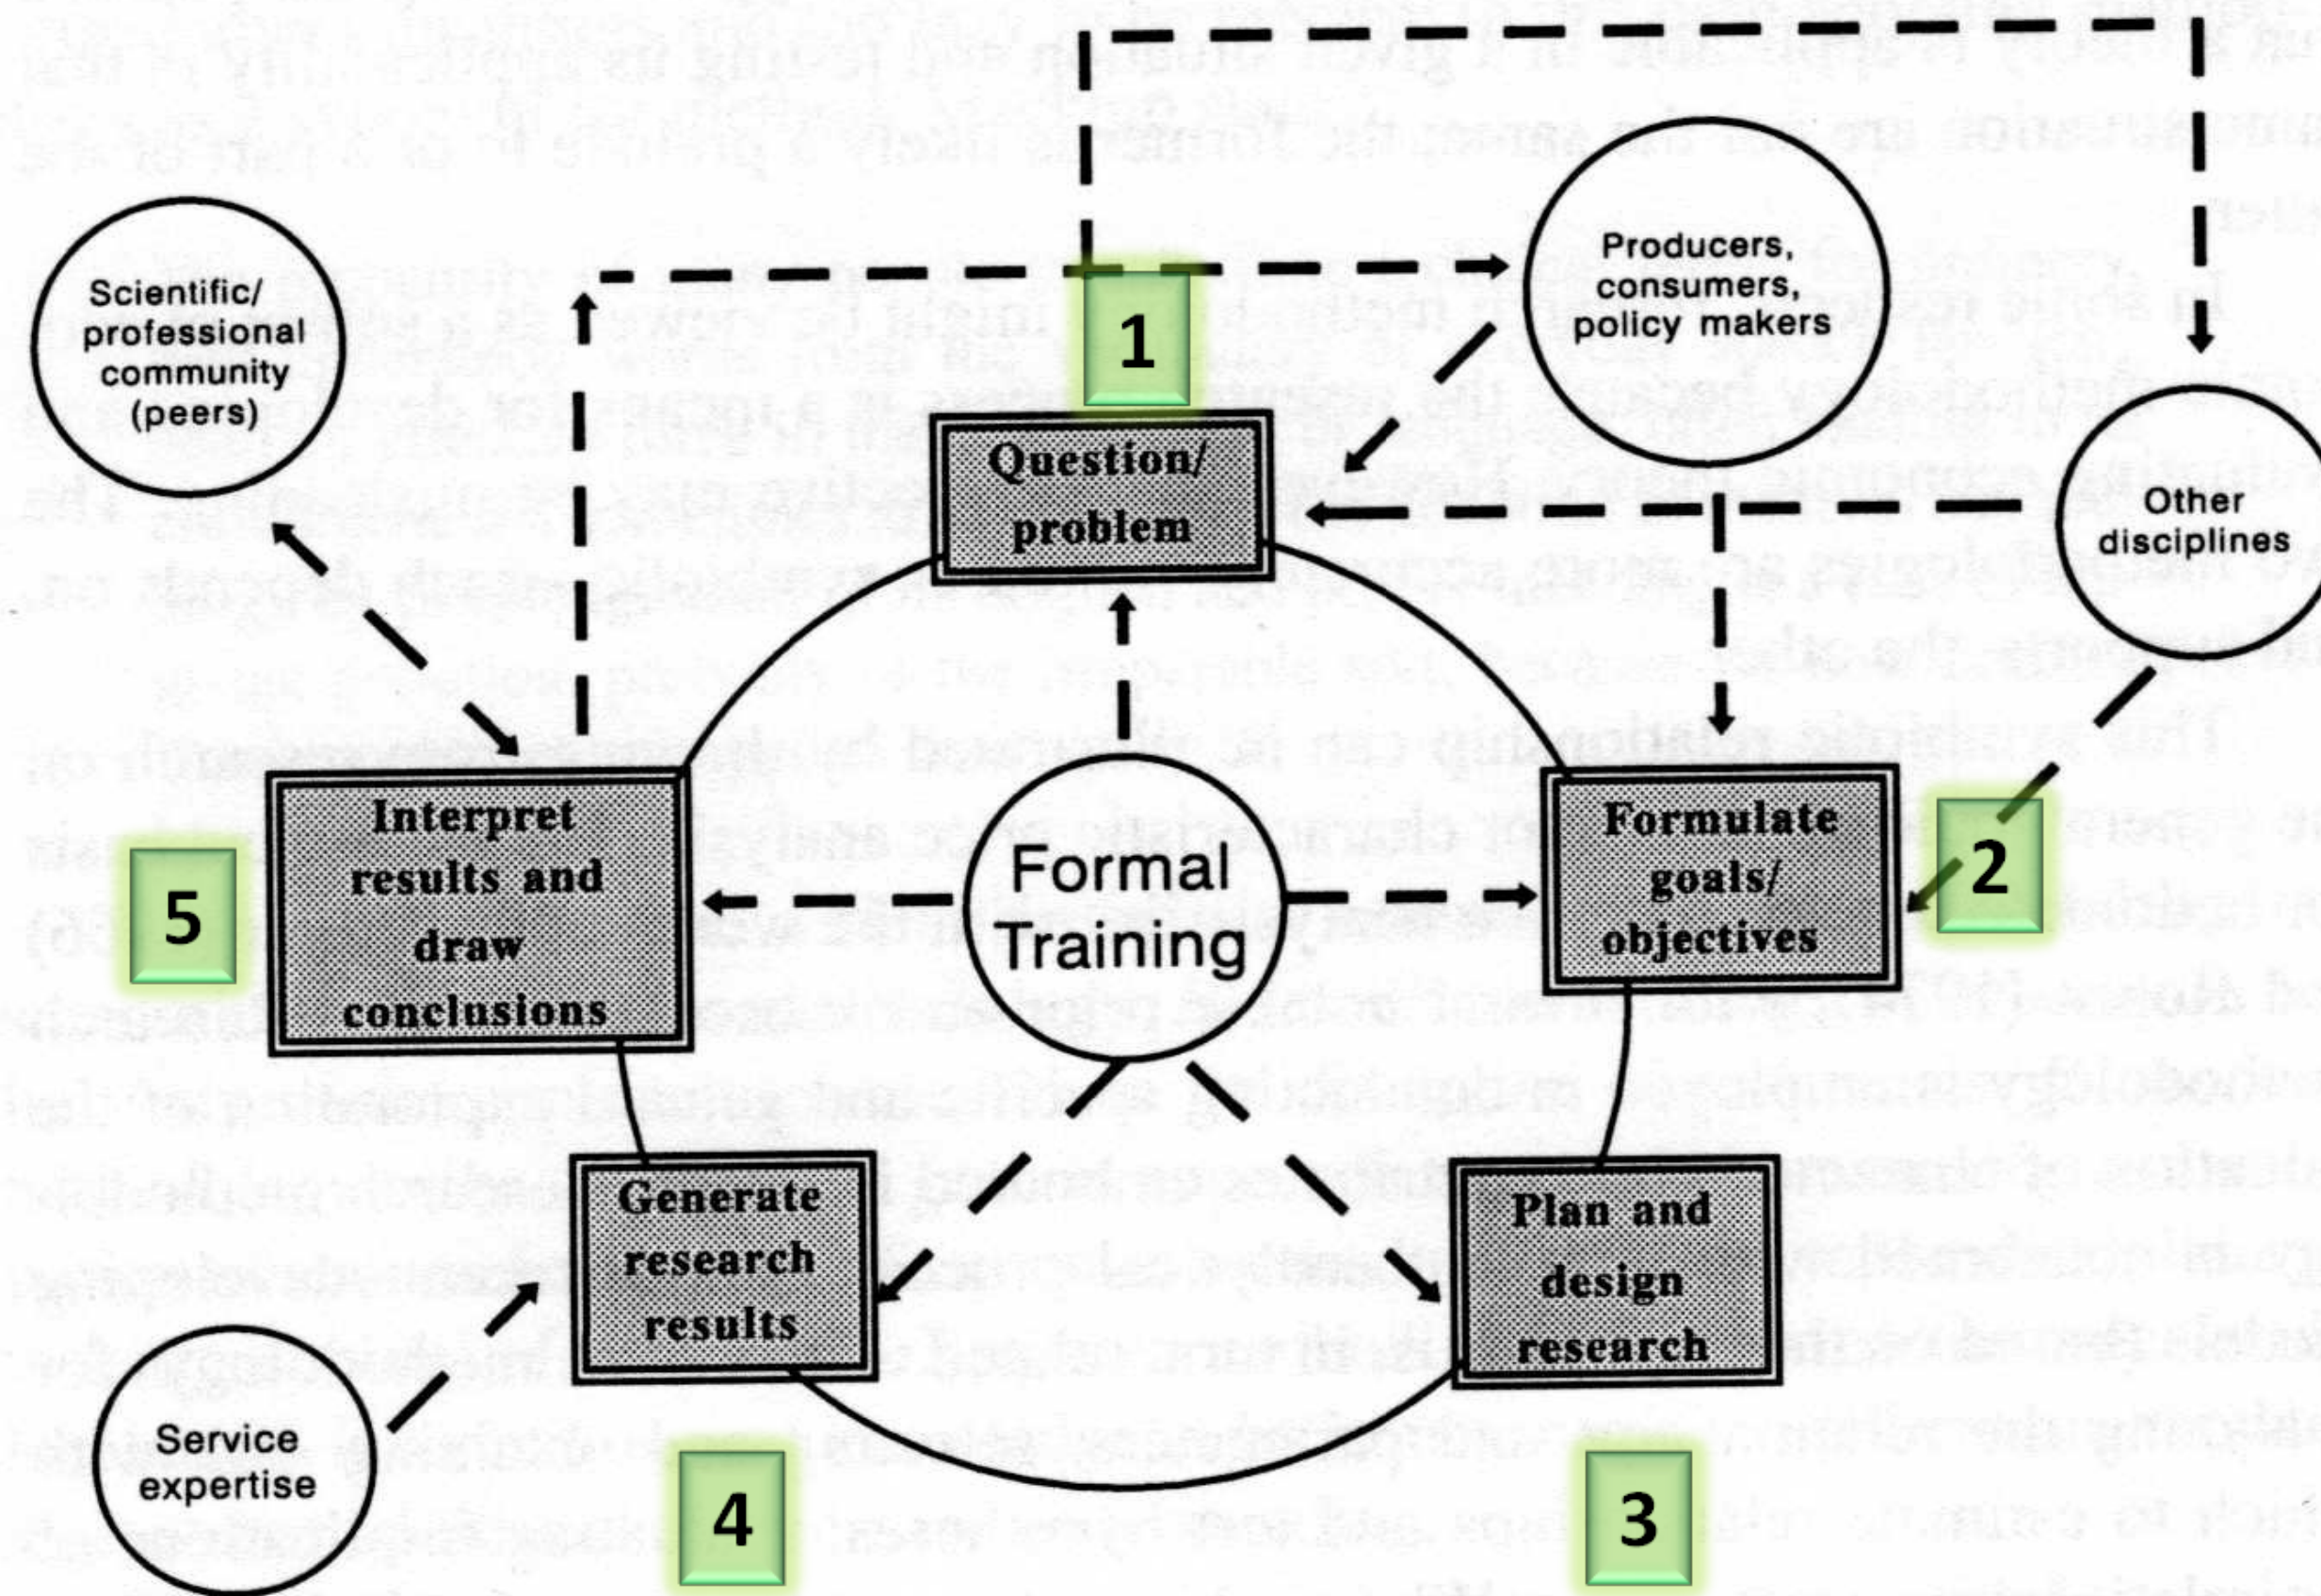 1
Scientific/
professional
community
(peers)
Producers,
consumers,
policy makers
Question/
problem
Other
disciplines
5
Interpret
results and
draw
conclusions
Formal
Training
Formulate
goals/
objectives
2
Generate
research
results
Plan and
design
research
Service
expertise
4
3